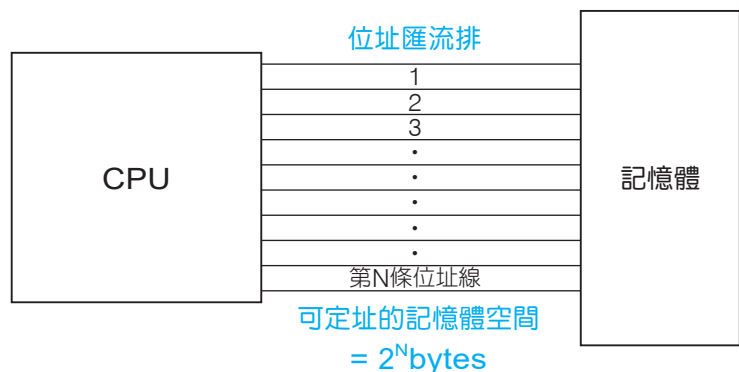 位址匯流排
1
2
3
·
·
·
·
·
第N條位址線
CPU
記憶體
可定址的記憶體空間
= 2ᴺbytes